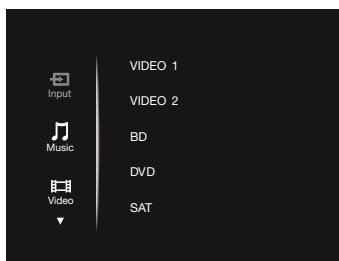 Input
Music
Video
VIDEO 1
VIDEO 2
BD
DVD
SAT